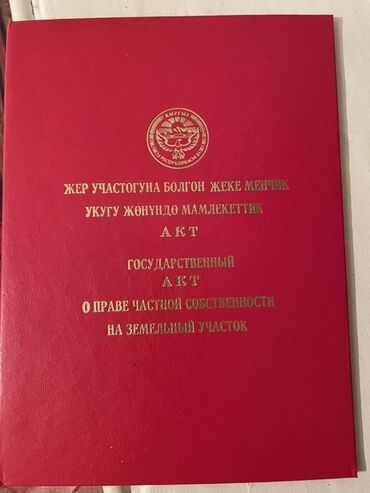 ЖЕР УЧАСТОГУНА БОЛГОН ЖЕКЕ МЕНЧИК
УКУГУ ЖӨНҮНДӨ МАМЛЕКЕТТИК
АКТ
ГОСУДАРСТВЕННЫЙ
АКТ
О ПРАВЕ ЧАСТНОЙ СОБСТВЕННОСТИ
НА ЗЕМЕЛЬНЫЙ УЧАСТОК